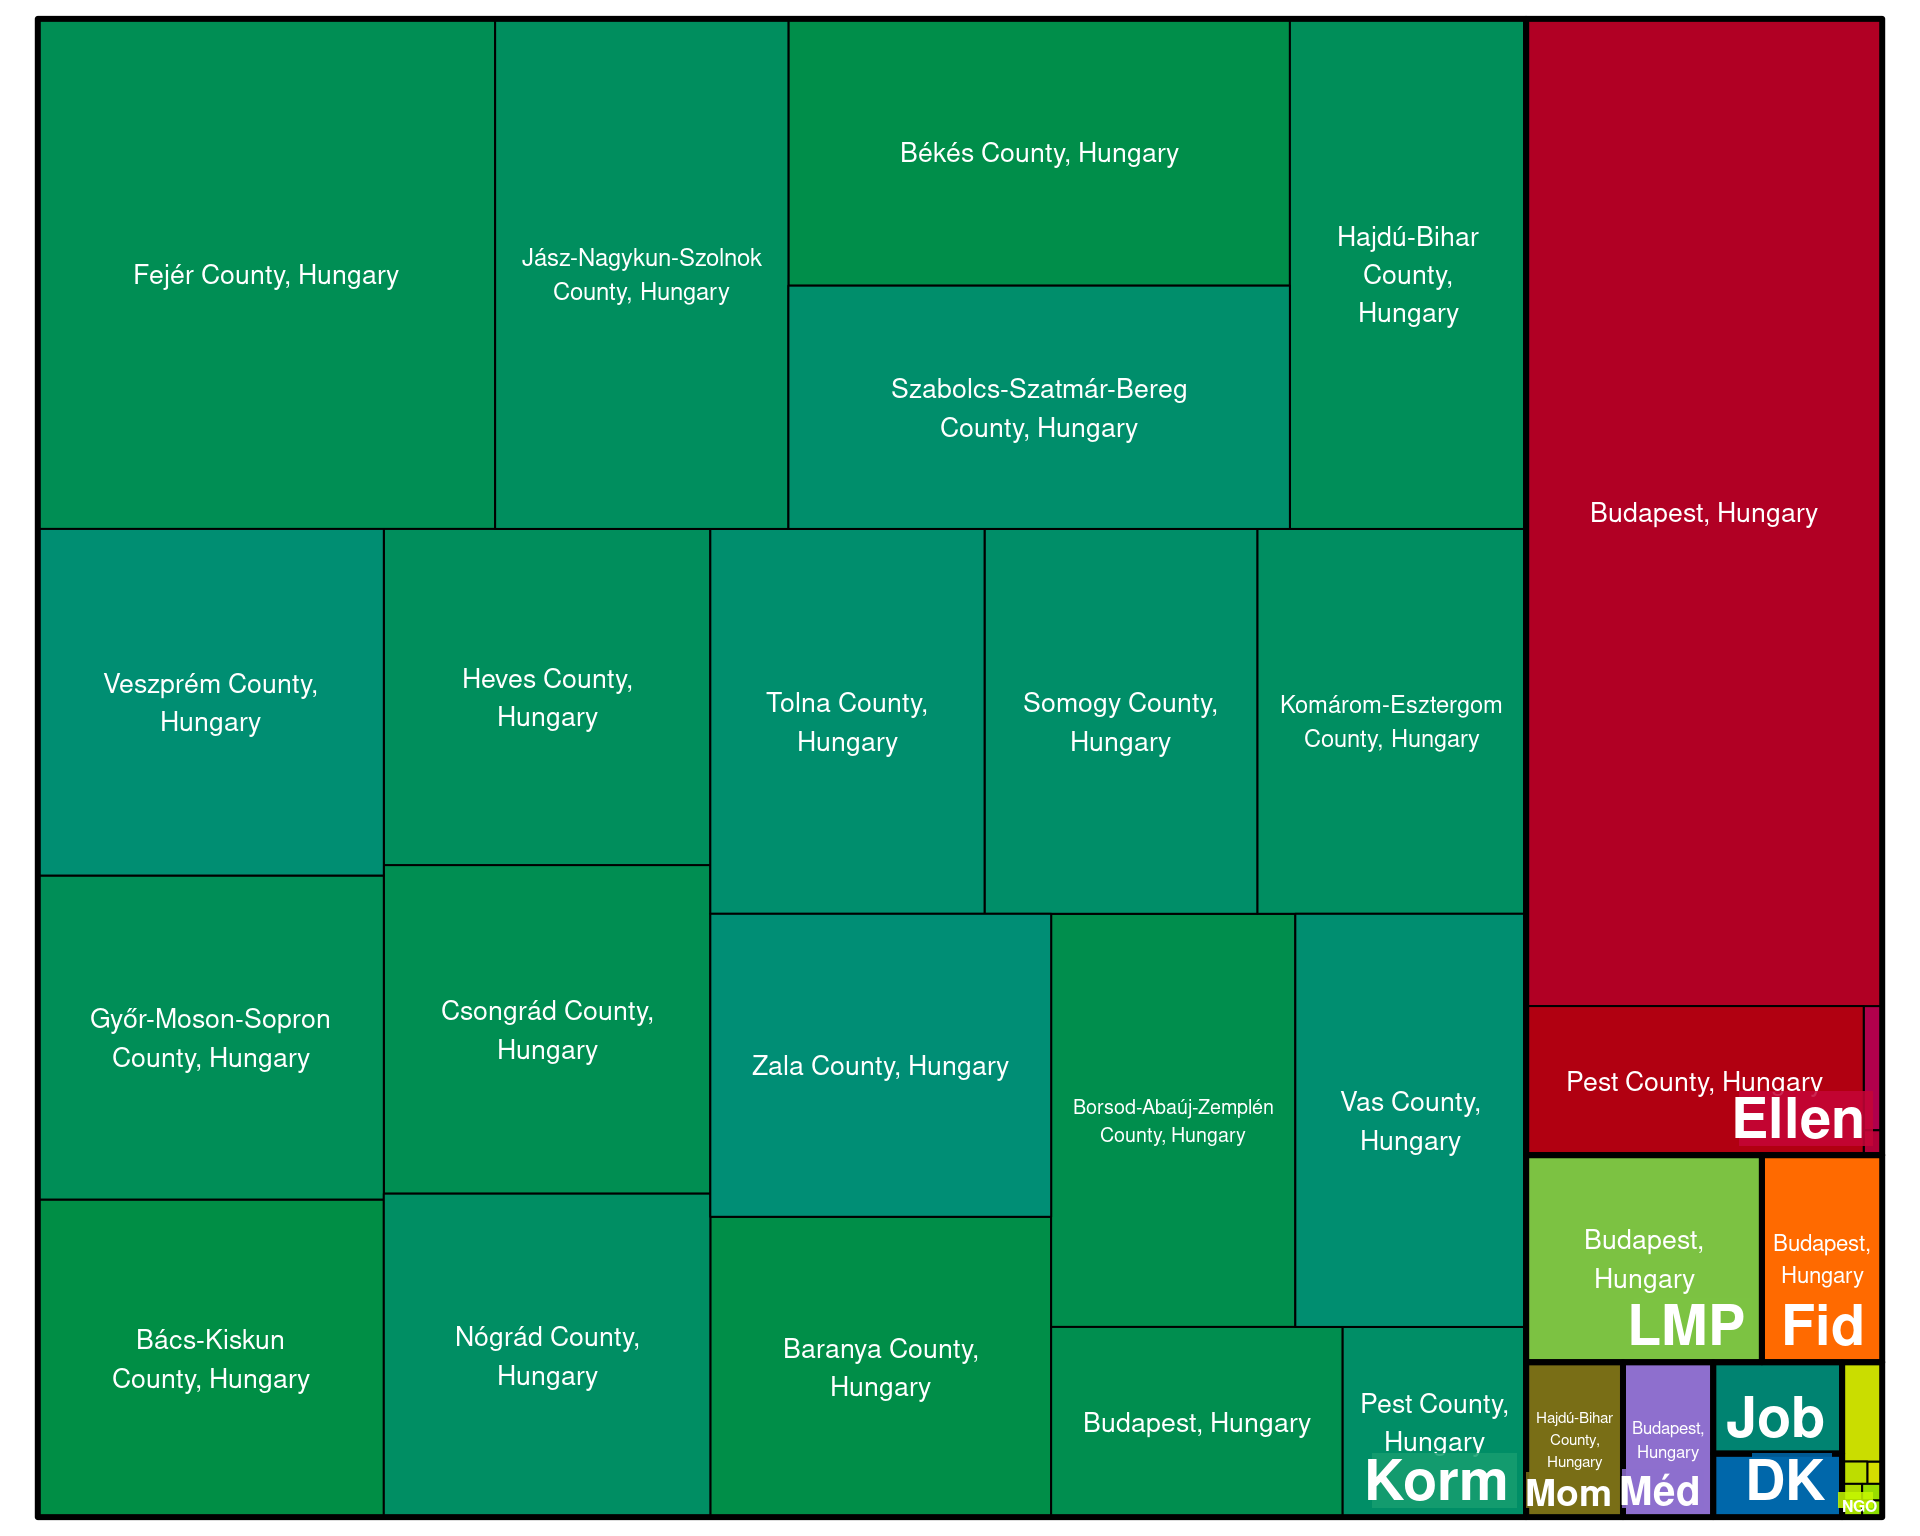 Fejér County, Hungary
Jász-Nagykun-Szolnok
County, Hungary
Békés County, Hungary
Szabolcs-Szatmár-Bereg
County, Hungary
Hajdú-Bihar
County,
Hungary
Veszprém County,
Hungary
Heves County,
Hungary
Tolna County,
Hungary
Somogy County,
Hungary
Komárom-Esztergom
County, Hungary
Győr-Moson-Sopron
County, Hungary
Csongrád County,
Hungary
Zala County, Hungary
Borsod-Abaúj-Zemplén
County, Hungary
Vas County,
Hungary
Bács-Kiskun
County, Hungary
Nógrád County,
Hungary
Baranya County,
Hungary
Budapest, Hungary
Pest County,
Hungary
Korm
Budapest, Hungary
Pest County, Hungary
Ellen
Budapest,
Hungary
LMP
Budapest,
Hungary
Fid
Hajdú-Bihar
County,
Hungary
Mom
Budapest,
Hungary
Méd
Job
DK
NGO